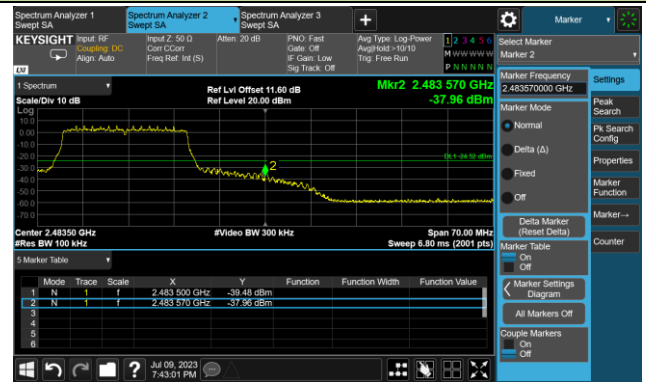 Spectrum Analyzer 1
Swept SA
Spectrum Analyzer 2
Swept SA
Spectrum Analyzer 3
Swept SA
Marker
KEYSIGHT
Input: RF
Coupling: DC
Align: Auto
Input Z: 50 Ω
Corr CCorr
Freq Ref: Int (S)
Atten: 20 dB
PNO: Fast
Gate: Off
IF Gain: Low
Sig Track: Off
Avg Type: Log-Power
Avg|Hold:>10/10
Trig: Free Run
1 2 3 4 5 6
M W W W W W
P N N N N N
LXI
Select Marker
Marker 2
1 Spectrum
Scale/Div 10 dB
Ref Lvl Offset 11.60 dB
Ref Level 20.00 dBm
Mkr2 2.483 570 GHz
-37.96 dBm
Log
10.0
0.00
-10.0
-20.0
-30.0
-40.0
-50.0
-60.0
-70.0
2
DL1 -24.52 dBm
Center 2.48350 GHz
#Res BW 100 kHz
#Video BW 300 kHz
Span 70.00 MHz
Sweep 6.80 ms (2001 pts)
5 Marker Table
Mode Trace Scale X Y Function Function Width Function Value
1 N 1 f 2.483 500 GHz -39.48 dBm
2 N 1 f 2.483 570 GHz -37.96 dBm
3
4
5
6
Marker Frequency
2.483570000 GHz
Marker Mode
Normal
Delta (Δ)
Fixed
Off
Delta Marker
(Reset Delta)
Marker Table
On
Off
Marker Settings
Diagram
All Markers Off
Couple Markers
On
Off
Settings
Peak
Search
Pk Search
Config
Properties
Marker
Function
Marker→
Counter
?
Jul 09, 2023
7:43:01 PM